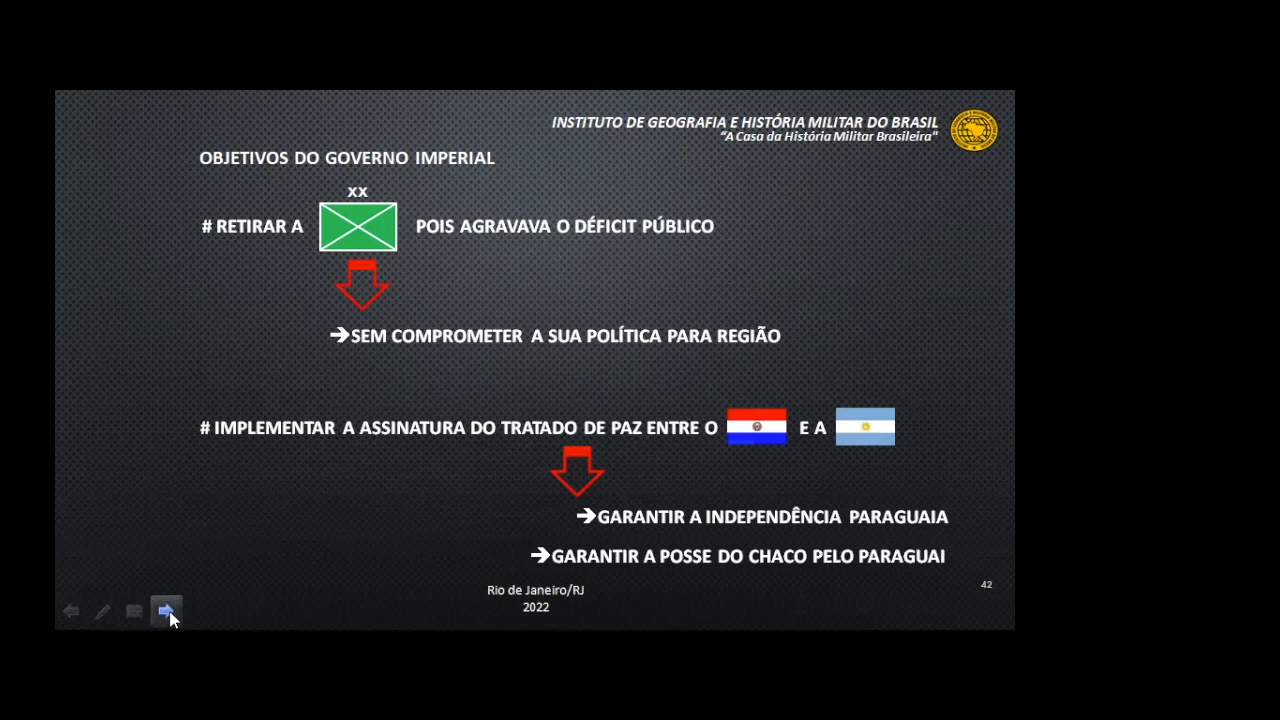 INSTITUTO DE GEOGRAFIA E HISTÓRIA MILITAR DO BRASIL
"A Casa da História Militar Brasileira"
OBJETIVOS DO GOVERNO IMPERIAL
XX
# RETIRAR A POIS AGRAVAVA O DÉFICIT PÚBLICO
➔SEM COMPROMETER A SUA POLÍTICA PARA REGIÃO
# IMPLEMENTAR A ASSINATURA DO TRATADO DE PAZ ENTRE O E A
➔GARANTIR A INDEPENDÊNCIA PARAGUAIA
➔GARANTIR A POSSE DO CHACO PELO PARAGUAI
Rio de Janeiro/RJ
2022
42